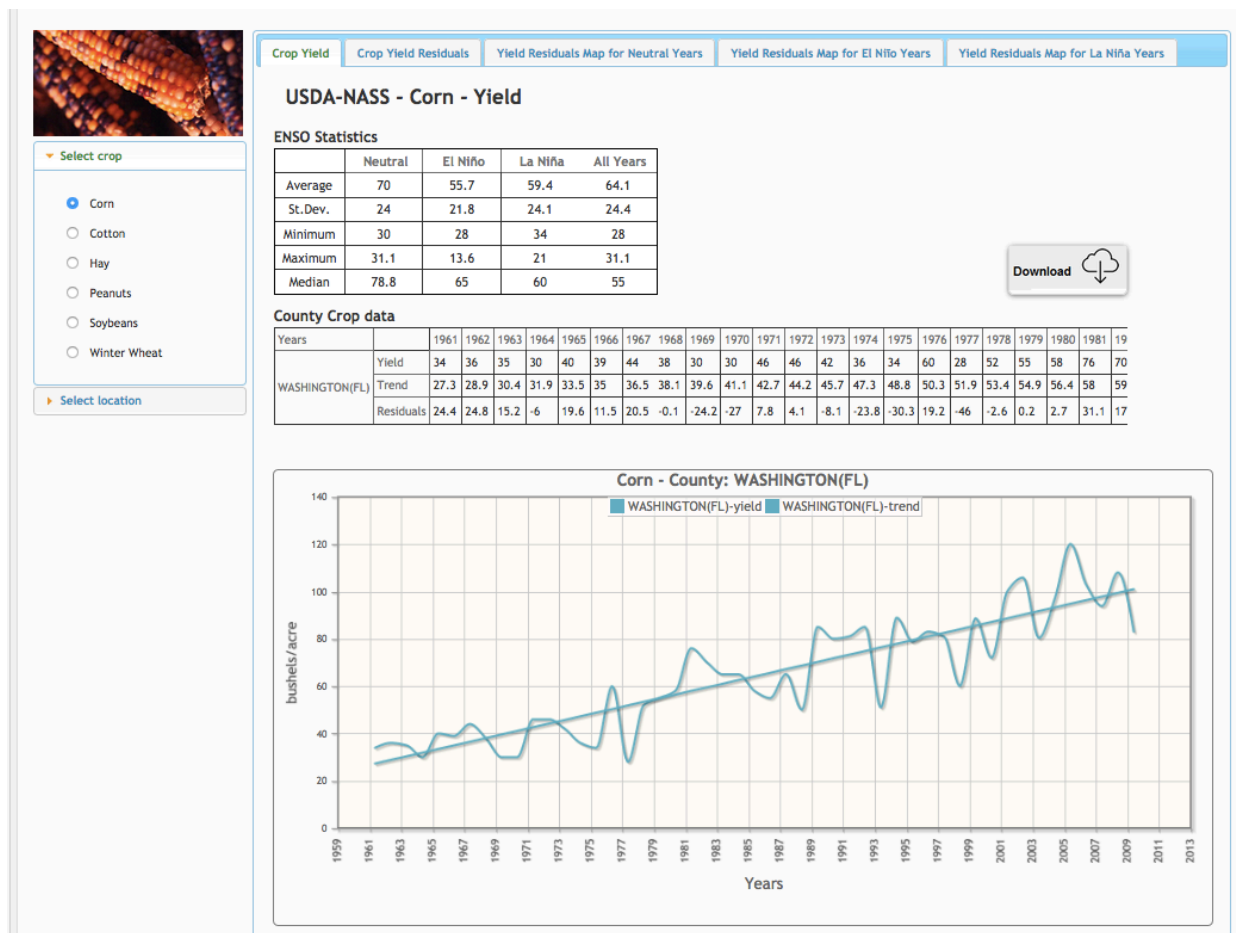 Crop Yield Crop Yield Residuals Yield Residuals Map for Neutral Years Yield Residuals Map for El Niño Years Yield Residuals Map for La Niña Years
USDA-NASS - Corn - Yield
ENSO Statistics
Neutral El Niño La Niña All Years
Average 70 55.7 59.4 64.1
St.Dev. 24 21.8 24.1 24.4
Minimum 30 28 34 28
Maximum 31.1 13.6 21 31.1
Median 78.8 65 60 55
Select crop
Corn
Cotton
Hay
Peanuts
Soybeans
Winter Wheat
Select location
Download
County Crop data
Years 1961 1962 1963 1964 1965 1966 1967 1968 1969 1970 1971 1972 1973 1974 1975 1976 1977 1978 1979 1980 1981 19
WASHINGTON(FL)
Yield 34 36 35 30 40 39 44 38 30 30 46 46 42 36 34 60 28 52 55 58 76 70
Trend 27.3 28.9 30.4 31.9 33.5 35 36.5 38.1 39.6 41.1 42.7 44.2 45.7 47.3 48.8 50.3 51.9 53.4 54.9 56.4 58 59
Residuals 24.4 24.8 15.2 -6 19.6 11.5 20.5 -0.1 -24.2 -27 7.8 4.1 -8.1 -23.8 -30.3 19.2 -46 -2.6 0.2 2.7 31.1 17
Corn - County: WASHINGTON(FL)
WASHINGTON(FL)-yield WASHINGTON(FL)-trend
140
120
100
80
60
40
20
0
bushels/acre
1959 1961 1963 1965 1967 1969 1971 1973 1975 1977 1979 1981 1983 1985 1987 1989 1991 1993 1995 1997 1999 2001 2003 2005 2007 2009 2011 2013
Years